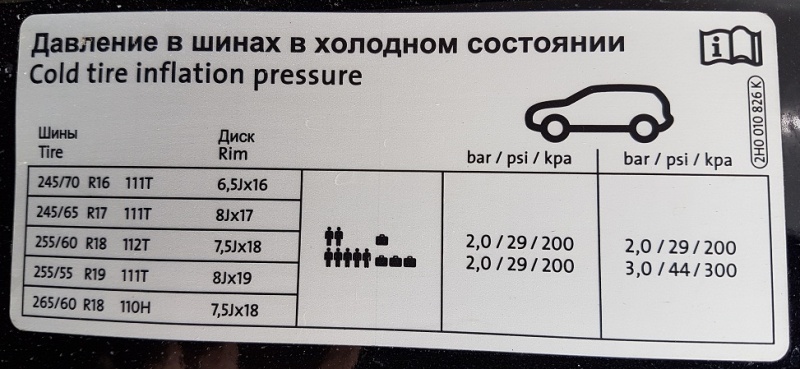 Давление в шинах в холодном состоянии
Cold tire inflation pressure
2H0 010 826 K
Шины Диск
Tire Rim
bar / psi / kpa bar / psi / kpa
245/70 R16 111T 6,5Jx16
245/65 R17 111T 8Jx17
255/60 R18 112T 7,5Jx18
255/55 R19 111T 8Jx19
265/60 R18 110H 7,5Jx18
2,0 / 29 / 200 2,0 / 29 / 200
2,0 / 29 / 200 3,0 / 44 / 300